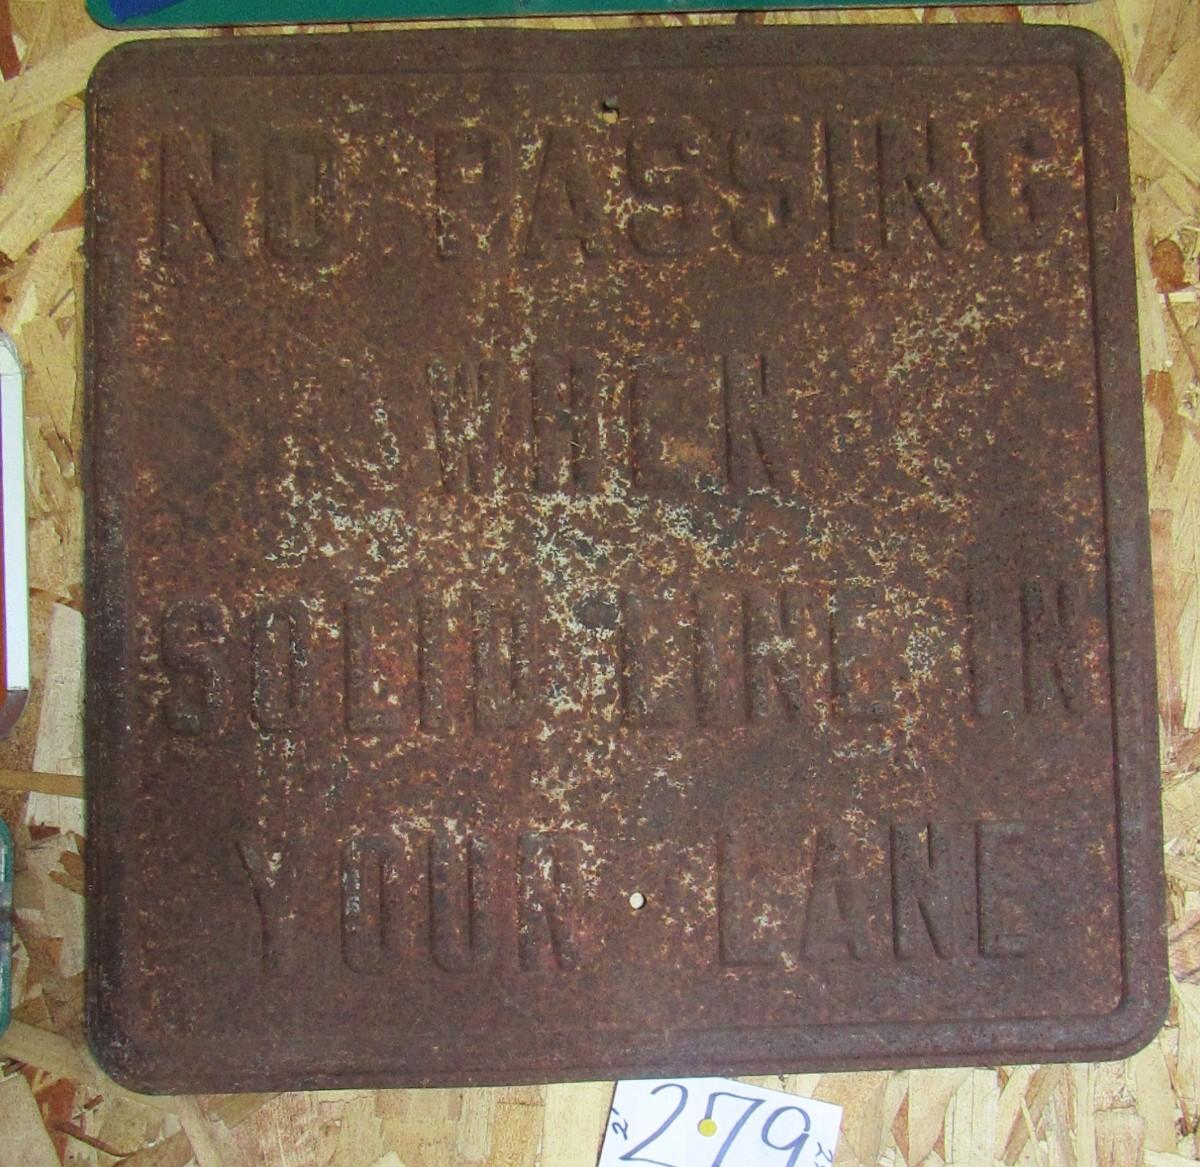 NO PASSING
WHEN
SOLID LINE IN
YOUR LANE
279